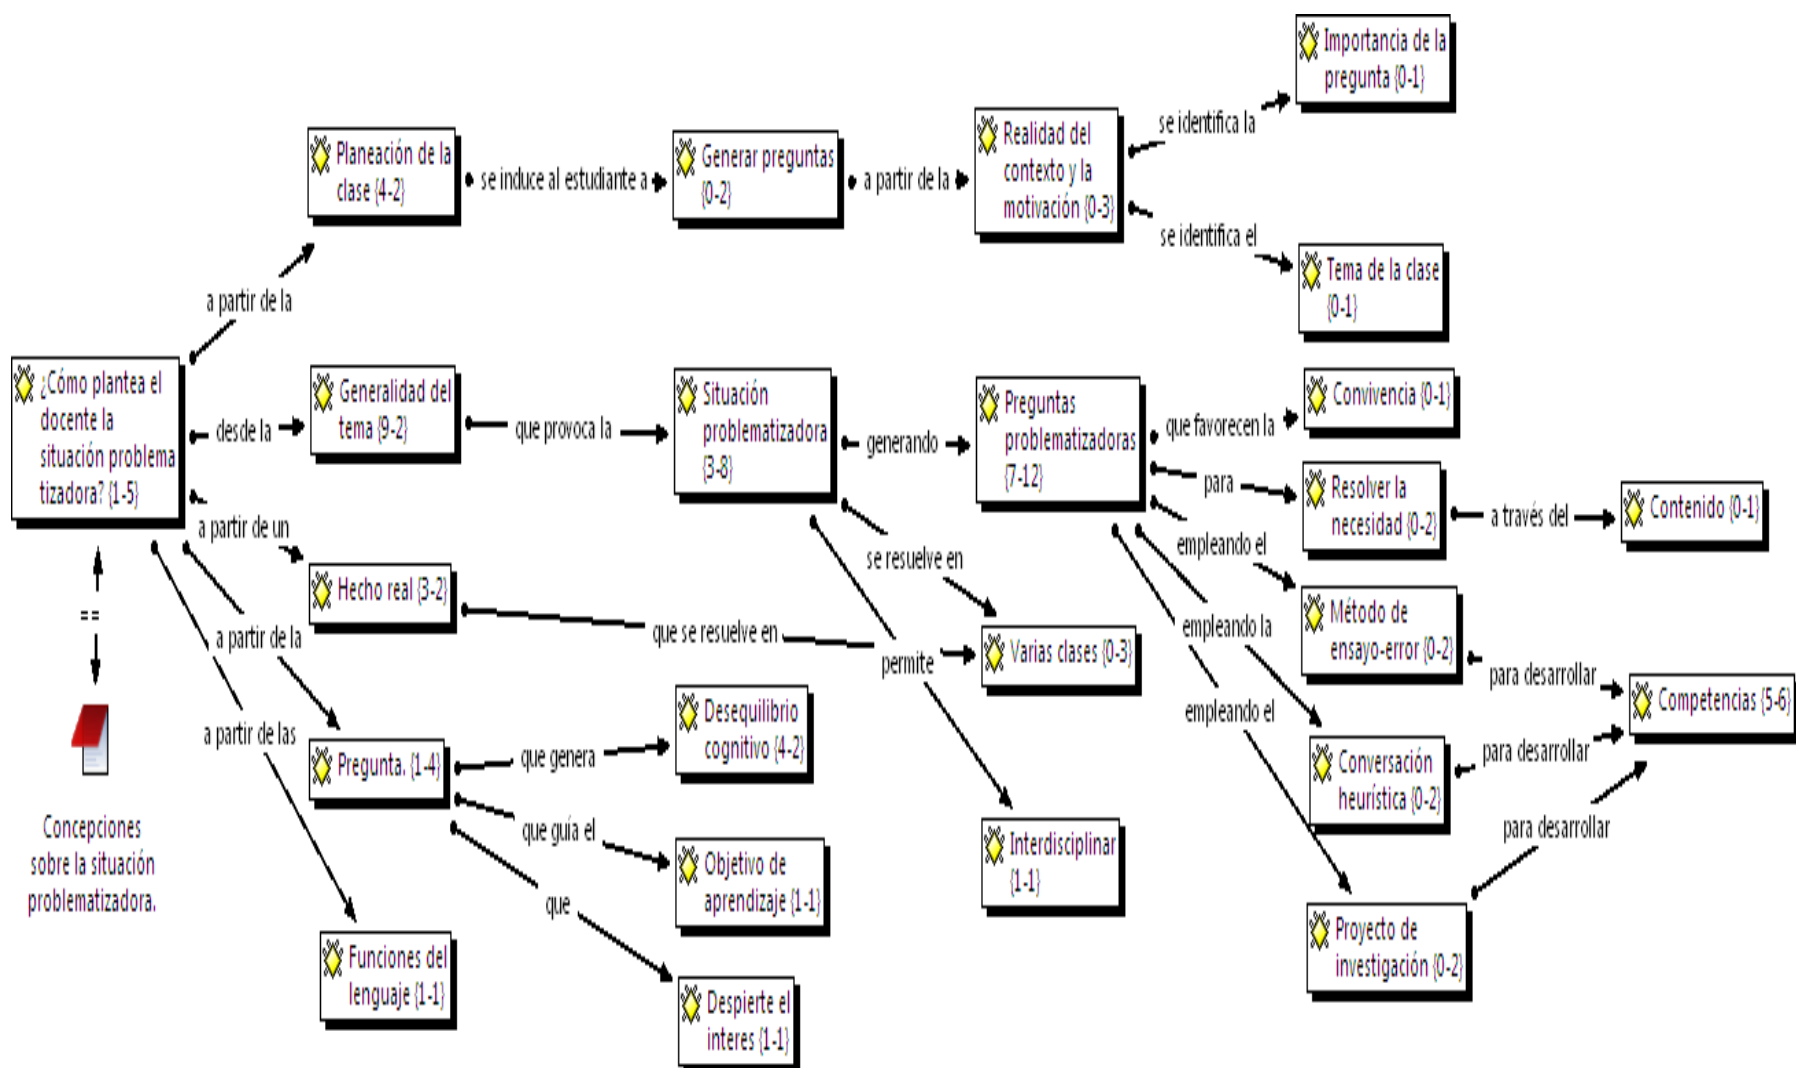 Importancia de la
pregunta {0-1}
se identifica la
Planeación de la
clase {4-2}
se induce al estudiante a
Generar preguntas
{0-2}
a partir de la
Realidad del
contexto y la
motivación {0-3}
se identifica el
Tema de la clase
{0-1}
a partir de la
¿Cómo plantea el
docente la
situación problema
tizadora? {1-5}
desde la
Generalidad del
tema {9-2}
que provoca la
Situación
problematizadora
{3-8}
generando
Preguntas
problematizadoras
{7-12}
que favorecen la
Convivencia {0-1}
para
Resolver la
necesidad {0-2}
a través del
Contenido {0-1}
a partir de un
Hecho real {3-2}
que se resuelve en
se resuelve en
Varias clases {0-3}
permite
Interdisciplinar
{1-1}
empleando el
Método de
ensayo-error {0-2}
para desarrollar
Competencias {5-6}
empleando la
Conversación
heurística {0-2}
para desarrollar
empleando el
Proyecto de
investigación {0-2}
para desarrollar
==
Concepciones
sobre la situación
problematizadora.
a partir de la
Pregunta. {1-4}
que genera
Desequilibrio
cognitivo {4-2}
que guía el
Objetivo de
aprendizaje {1-1}
que
Despierte el
interes {1-1}
a partir de las
Funciones del
lenguaje {1-1}